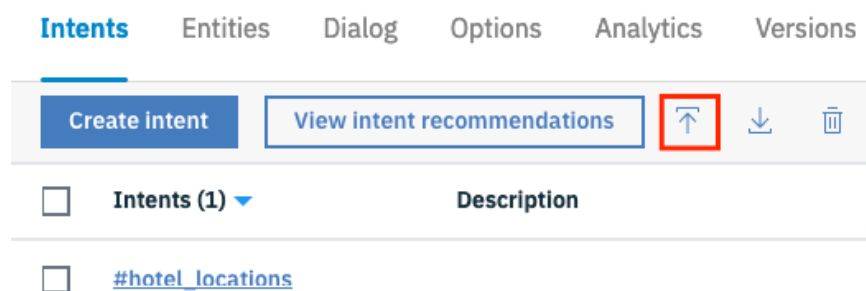 Intents Entities Dialog Options Analytics Versions
Create intent View intent recommendations
Intents (1) Description
#hotel_locations